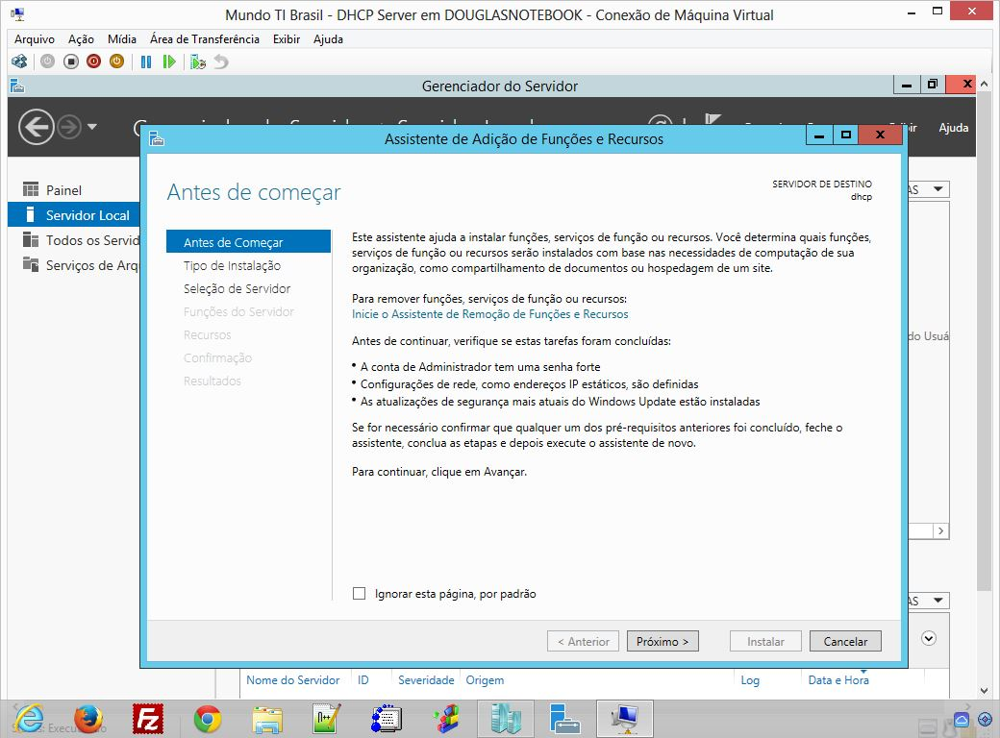 Mundo TI Brasil - DHCP Server em DOUGLASNOTEBOOK - Conexão de Máquina Virtual
Arquivo Ação Mídia Área de Transferência Exibir Ajuda
Gerenciador do Servidor
Ajuda
Assistente de Adição de Funções e Recursos
Painel
Servidor Local
Todos os Servid
Serviços de Arq
Antes de começar
SERVIDOR DE DESTINO
dhcp
Antes de Começar
Tipo de Instalação
Seleção de Servidor
Funções do Servidor
Recursos
Confirmação
Resultados
Este assistente ajuda a instalar funções, serviços de função ou recursos. Você determina quais funções,
serviços de função ou recursos serão instalados com base nas necessidades de computação de sua
organização, como compartilhamento de documentos ou hospedagem de um site.
Para remover funções, serviços de função ou recursos:
Inicie o Assistente de Remoção de Funções e Recursos
Antes de continuar, verifique se estas tarefas foram concluídas:
• A conta de Administrador tem uma senha forte
• Configurações de rede, como endereços IP estáticos, são definidas
• As atualizações de segurança mais atuais do Windows Update estão instaladas
Se for necessário confirmar que qualquer um dos pré-requisitos anteriores foi concluído, feche o
assistente, conclua as etapas e depois execute o assistente de novo.
Para continuar, clique em Avançar.
Ignorar esta página, por padrão
< Anterior Próximo > Instalar Cancelar
AS
do Usuá
AS
Nome do Servidor ID Severidade Origem Log Data e Hora